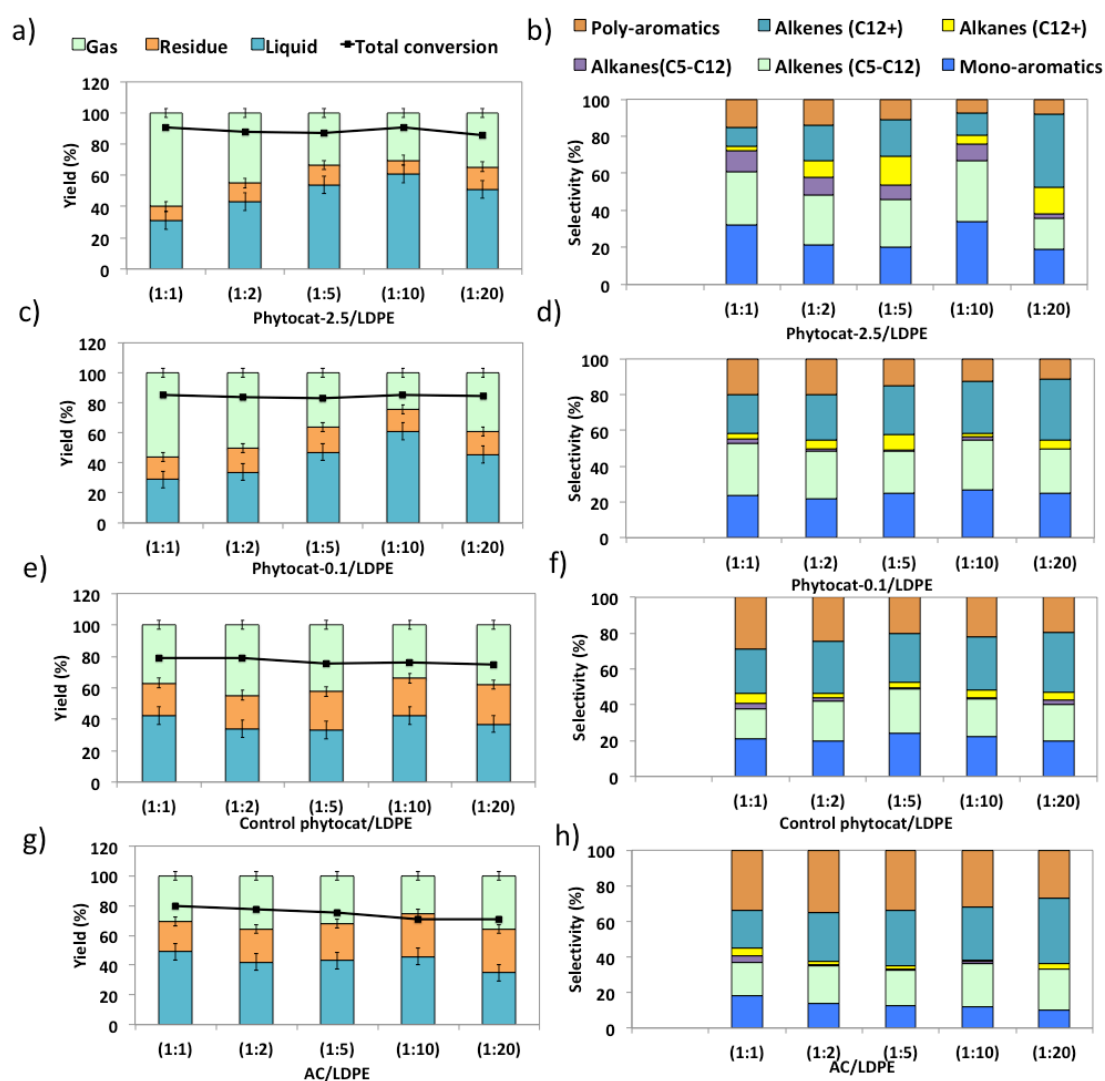 a)
Gas Residue Liquid Total conversion
120
100
80
60
40
20
0
Yield (%)
(1:1) (1:2) (1:5) (1:10) (1:20)
Phytocat-2.5/LDPE
b)
Poly-aromatics Alkenes (C12+) Alkanes (C12+)
Alkanes(C5-C12) Alkenes (C5-C12) Mono-aromatics
100
80
60
40
20
0
Selectivity (%)
(1:1) (1:2) (1:5) (1:10) (1:20)
Phytocat-2.5/LDPE
c)
120
100
80
60
40
20
0
Yield (%)
(1:1) (1:2) (1:5) (1:10) (1:20)
Phytocat-0.1/LDPE
d)
100
80
60
40
20
0
Selectivity (%)
(1:1) (1:2) (1:5) (1:10) (1:20)
Phytocat-0.1/LDPE
e)
120
100
80
60
40
20
0
Yield (%)
(1:1) (1:2) (1:5) (1:10) (1:20)
Control phytocat/LDPE
f)
100
80
60
40
20
0
Selectivity (%)
(1:1) (1:2) (1:5) (1:10) (1:20)
Control phytocat/LDPE
g)
120
100
80
60
40
20
0
Yield (%)
(1:1) (1:2) (1:5) (1:10) (1:20)
AC/LDPE
h)
100
80
60
40
20
0
Selectivity (%)
(1:1) (1:2) (1:5) (1:10) (1:20)
AC/LDPE